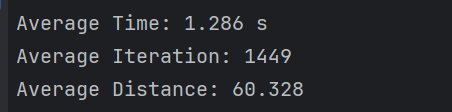 Average Time: 1.286 s
Average Iteration: 1449
Average Distance: 60.328